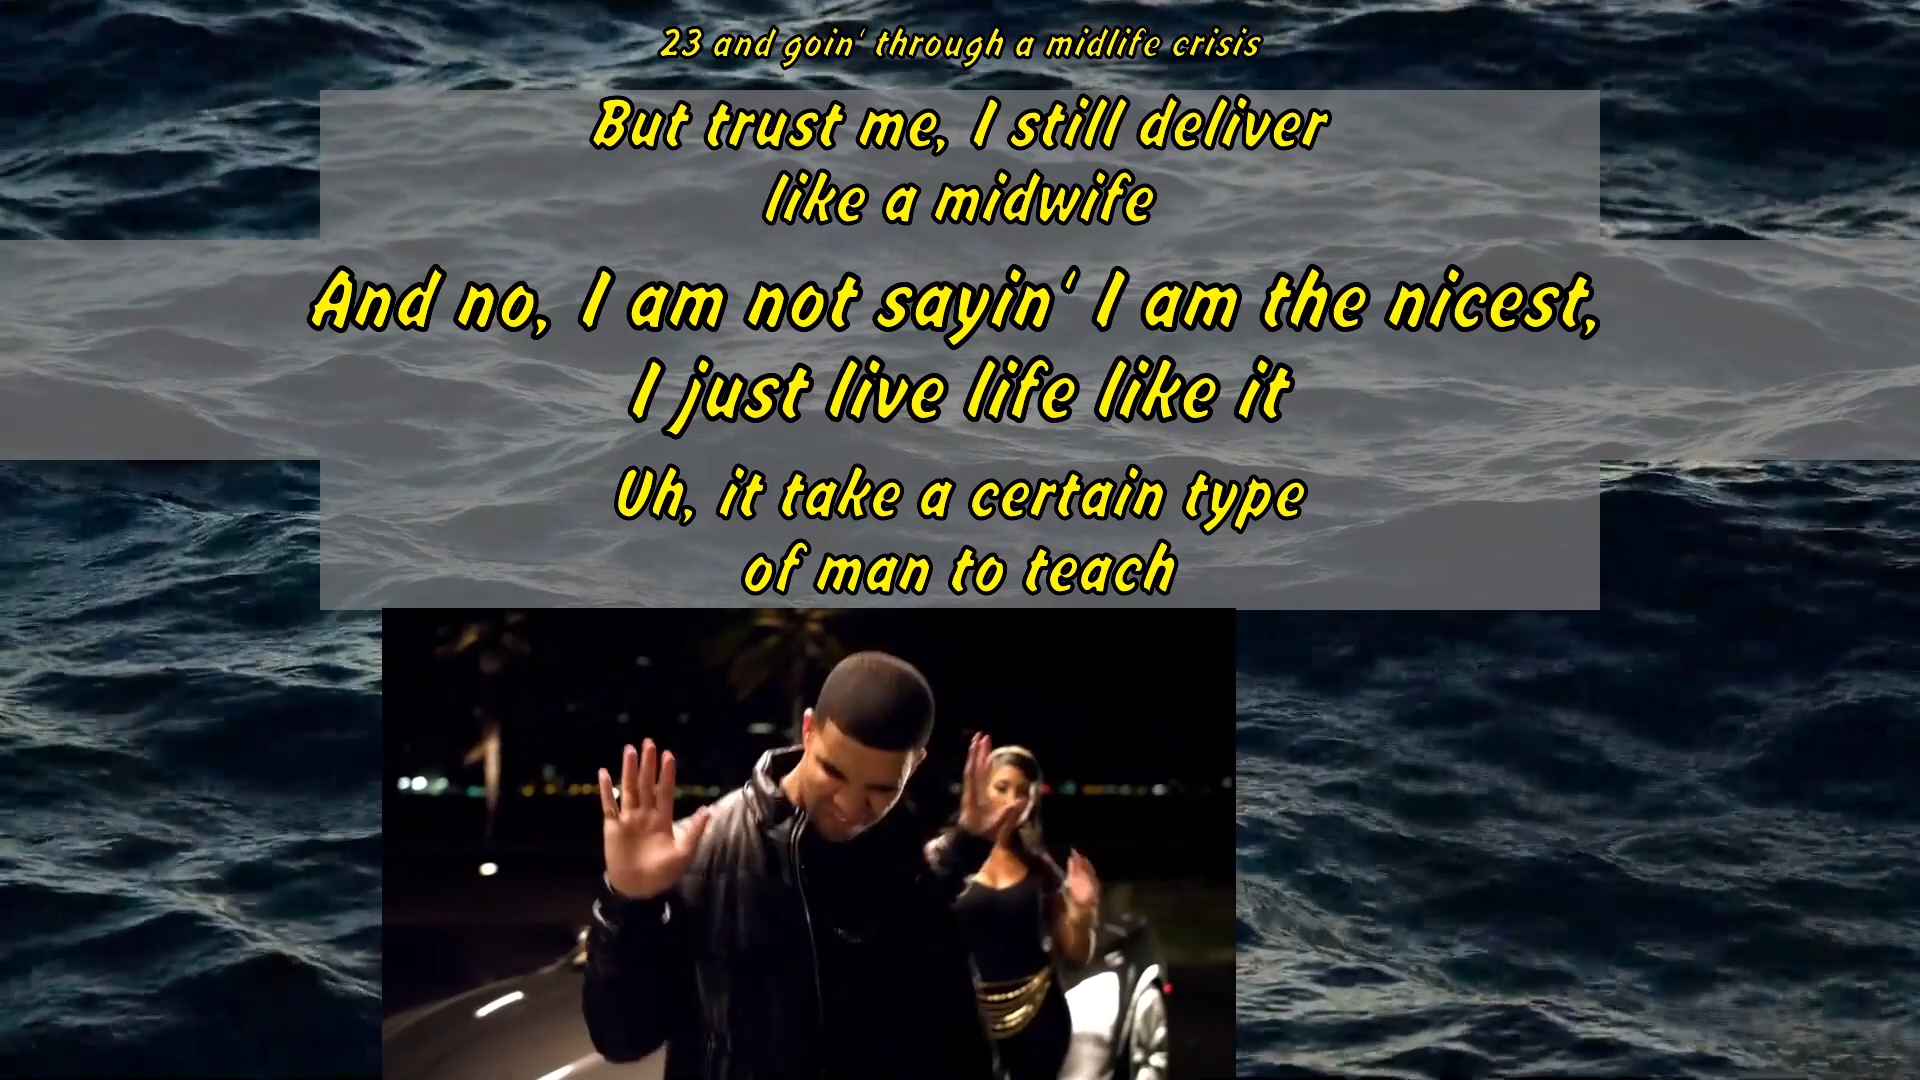 23 and goin' through a midlife crisis
But trust me, I still deliver
like a midwife
And no, I am not sayin' I am the nicest,
I just live life like it
Uh, it take a certain type
of man to teach